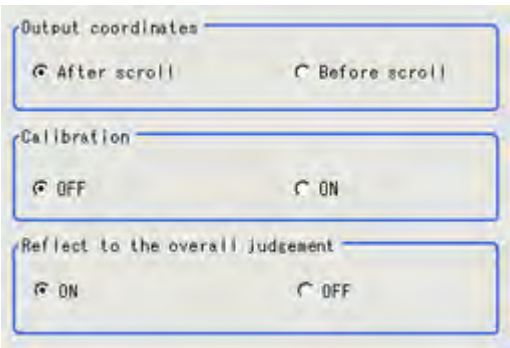 Output coordinates
After scroll Before scroll
Calibration
OFF ON
Reflect to the overall judgement
ON OFF